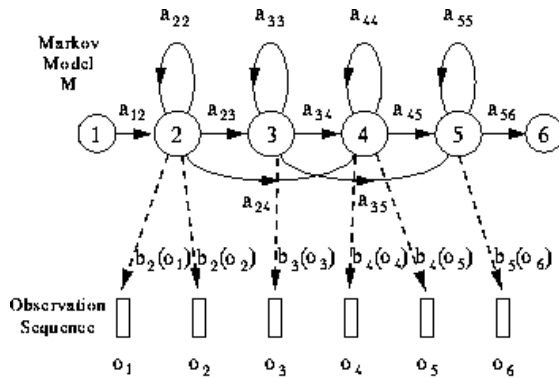 a22 a33 a44 a55
Markov
Model
M
a12 a23 a34 a45 a56
1 2 3 4 5 6
a24 a35
b2(o1) b2(o2) b3(o3) b4(o4) b4(o5) b5(o6)
Observation
Sequence
o1 o2 o3 o4 o5 o6